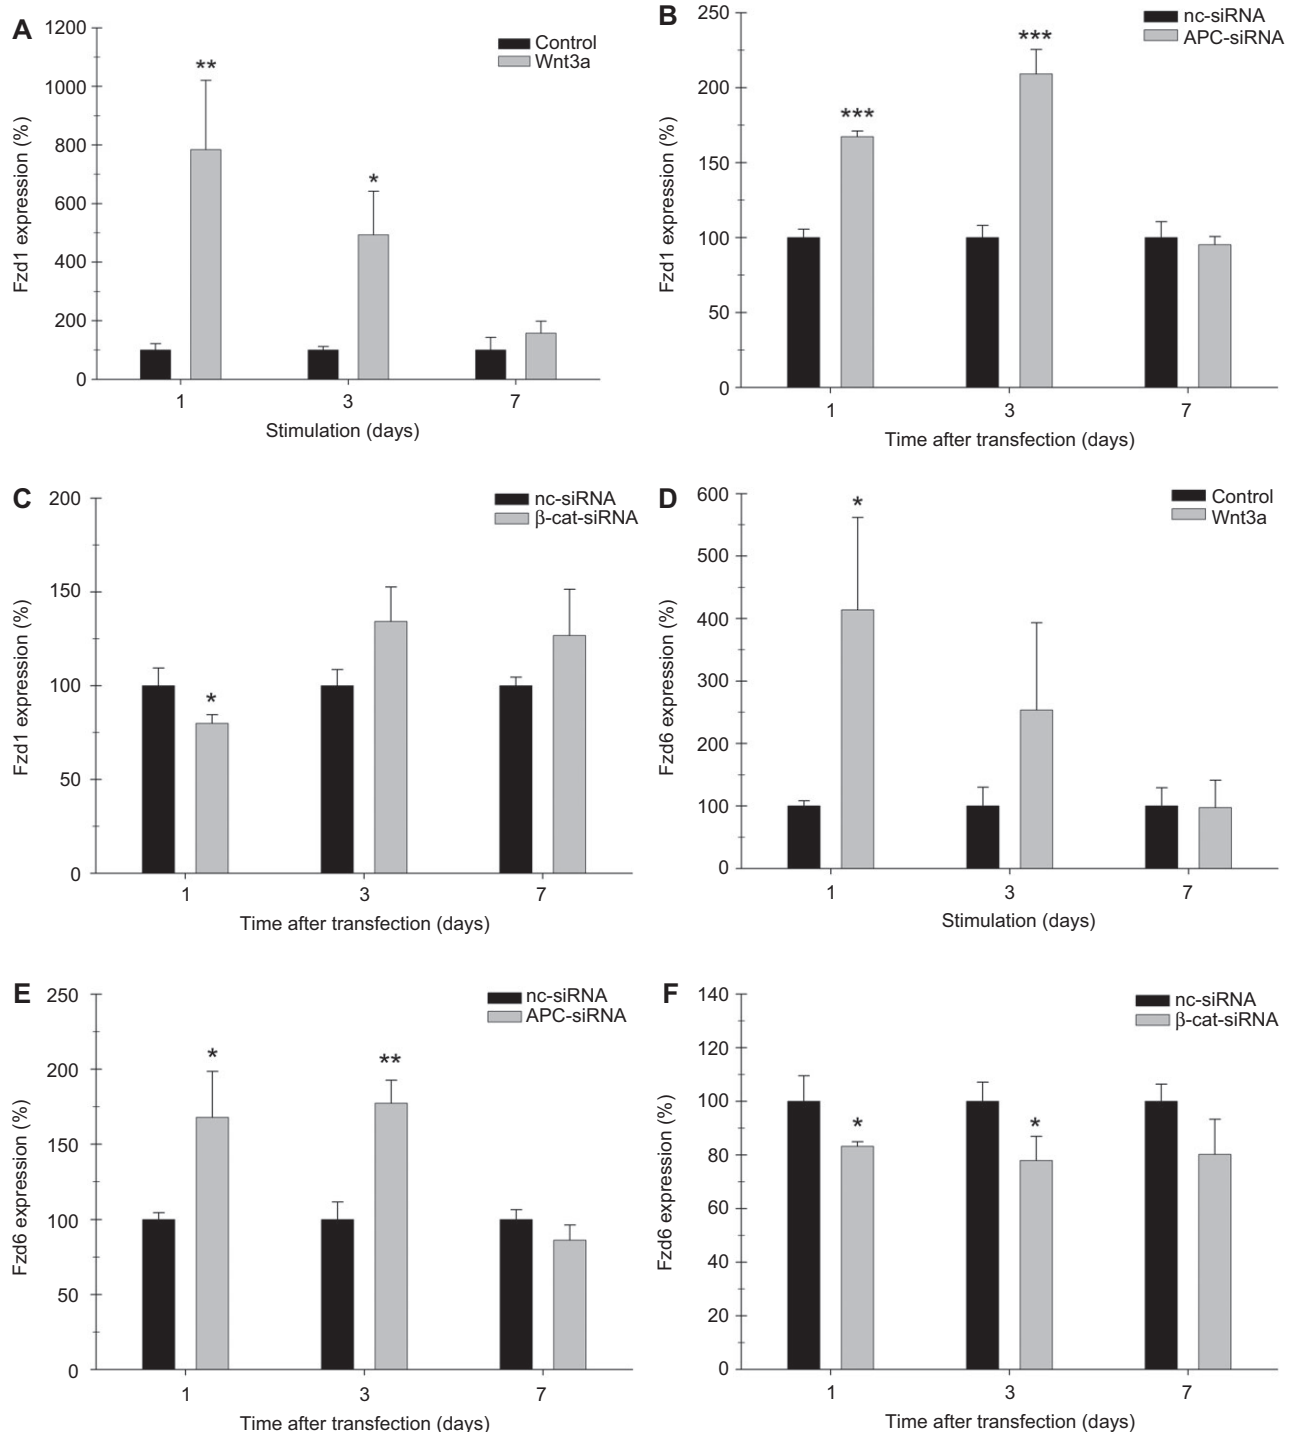 A
1200
1000
800
600
400
200
0
Fzd1 expression (%)
Control
Wnt3a
**
*
1 3 7
Stimulation (days)
B
250
200
150
100
50
0
Fzd1 expression (%)
nc-siRNA
APC-siRNA
***
***
1 3 7
Time after transfection (days)
C
200
150
100
50
0
Fzd1 expression (%)
nc-siRNA
β-cat-siRNA
*
1 3 7
Time after transfection (days)
D
600
500
400
300
200
100
0
Fzd6 expression (%)
Control
Wnt3a
*
1 3 7
Stimulation (days)
E
250
200
150
100
50
0
Fzd6 expression (%)
nc-siRNA
APC-siRNA
*
**
1 3 7
Time after transfection (days)
F
140
120
100
80
60
40
20
0
Fzd6 expression (%)
nc-siRNA
β-cat-siRNA
*
*
1 3 7
Time after transfection (days)